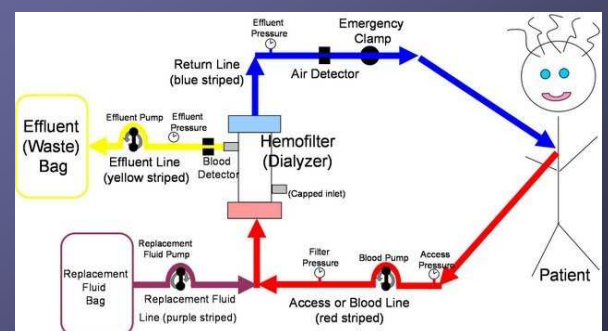 Effluent
Pressure
Emergency
Clamp
Return Line
(blue striped)
Air Detector
Effluent Pump
Effluent
Pressure
Effluent
(Waste)
Bag
Effluent Line
(yellow striped)
Blood
Detector
Hemofilter
(Dialyzer)
(Capped inlet)
Replacement
Fluid Pump
Filter
Pressure
Blood Pump
Access
Pressure
Patient
Replacement
Fluid
Bag
Replacement Fluid
Line (purple striped)
Access or Blood Line
(red striped)